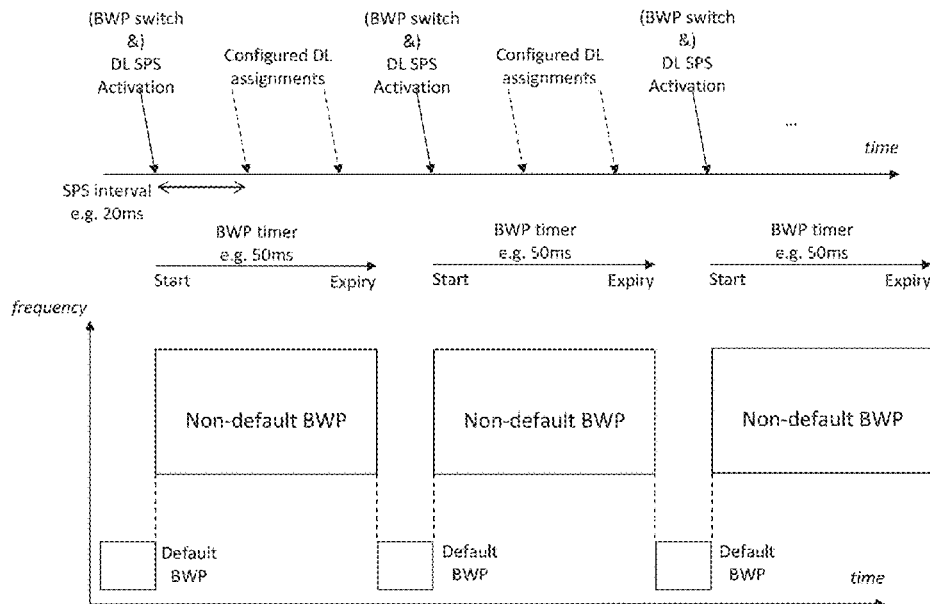 (BWP switch
&)
DL SPS
Activation
Configured DL
assignments
(BWP switch
&)
DL SPS
Activation
Configured DL
assignments
(BWP switch
&)
DL SPS
Activation
...
time
SPS interval
e.g. 20ms
BWP timer
e.g. 50ms
Start
Expiry
BWP timer
e.g. 50ms
Start
Expiry
BWP timer
e.g. 50ms
Start
Expiry
frequency
Non-default BWP
Non-default BWP
Non-default BWP
Default
BWP
Default
BWP
Default
BWP
time